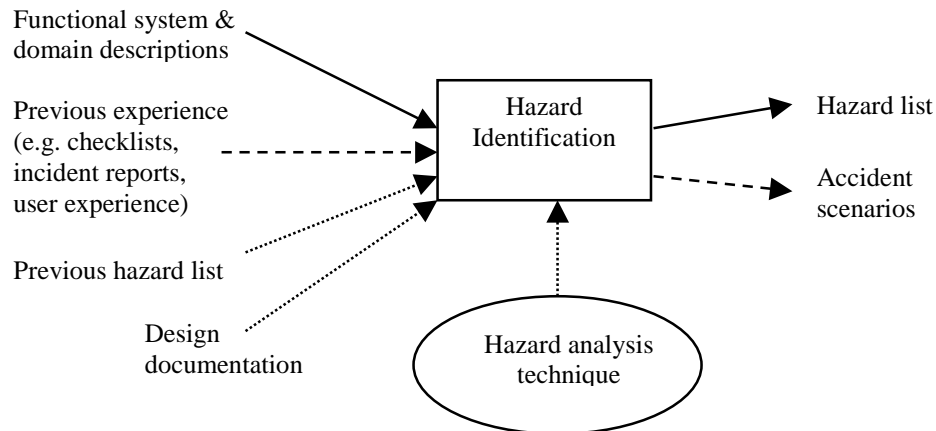 Functional system &
domain descriptions
Previous experience
(e.g. checklists,
incident reports,
user experience)
Previous hazard list
Design
documentation
Hazard
Identification
Hazard analysis
technique
Hazard list
Accident
scenarios